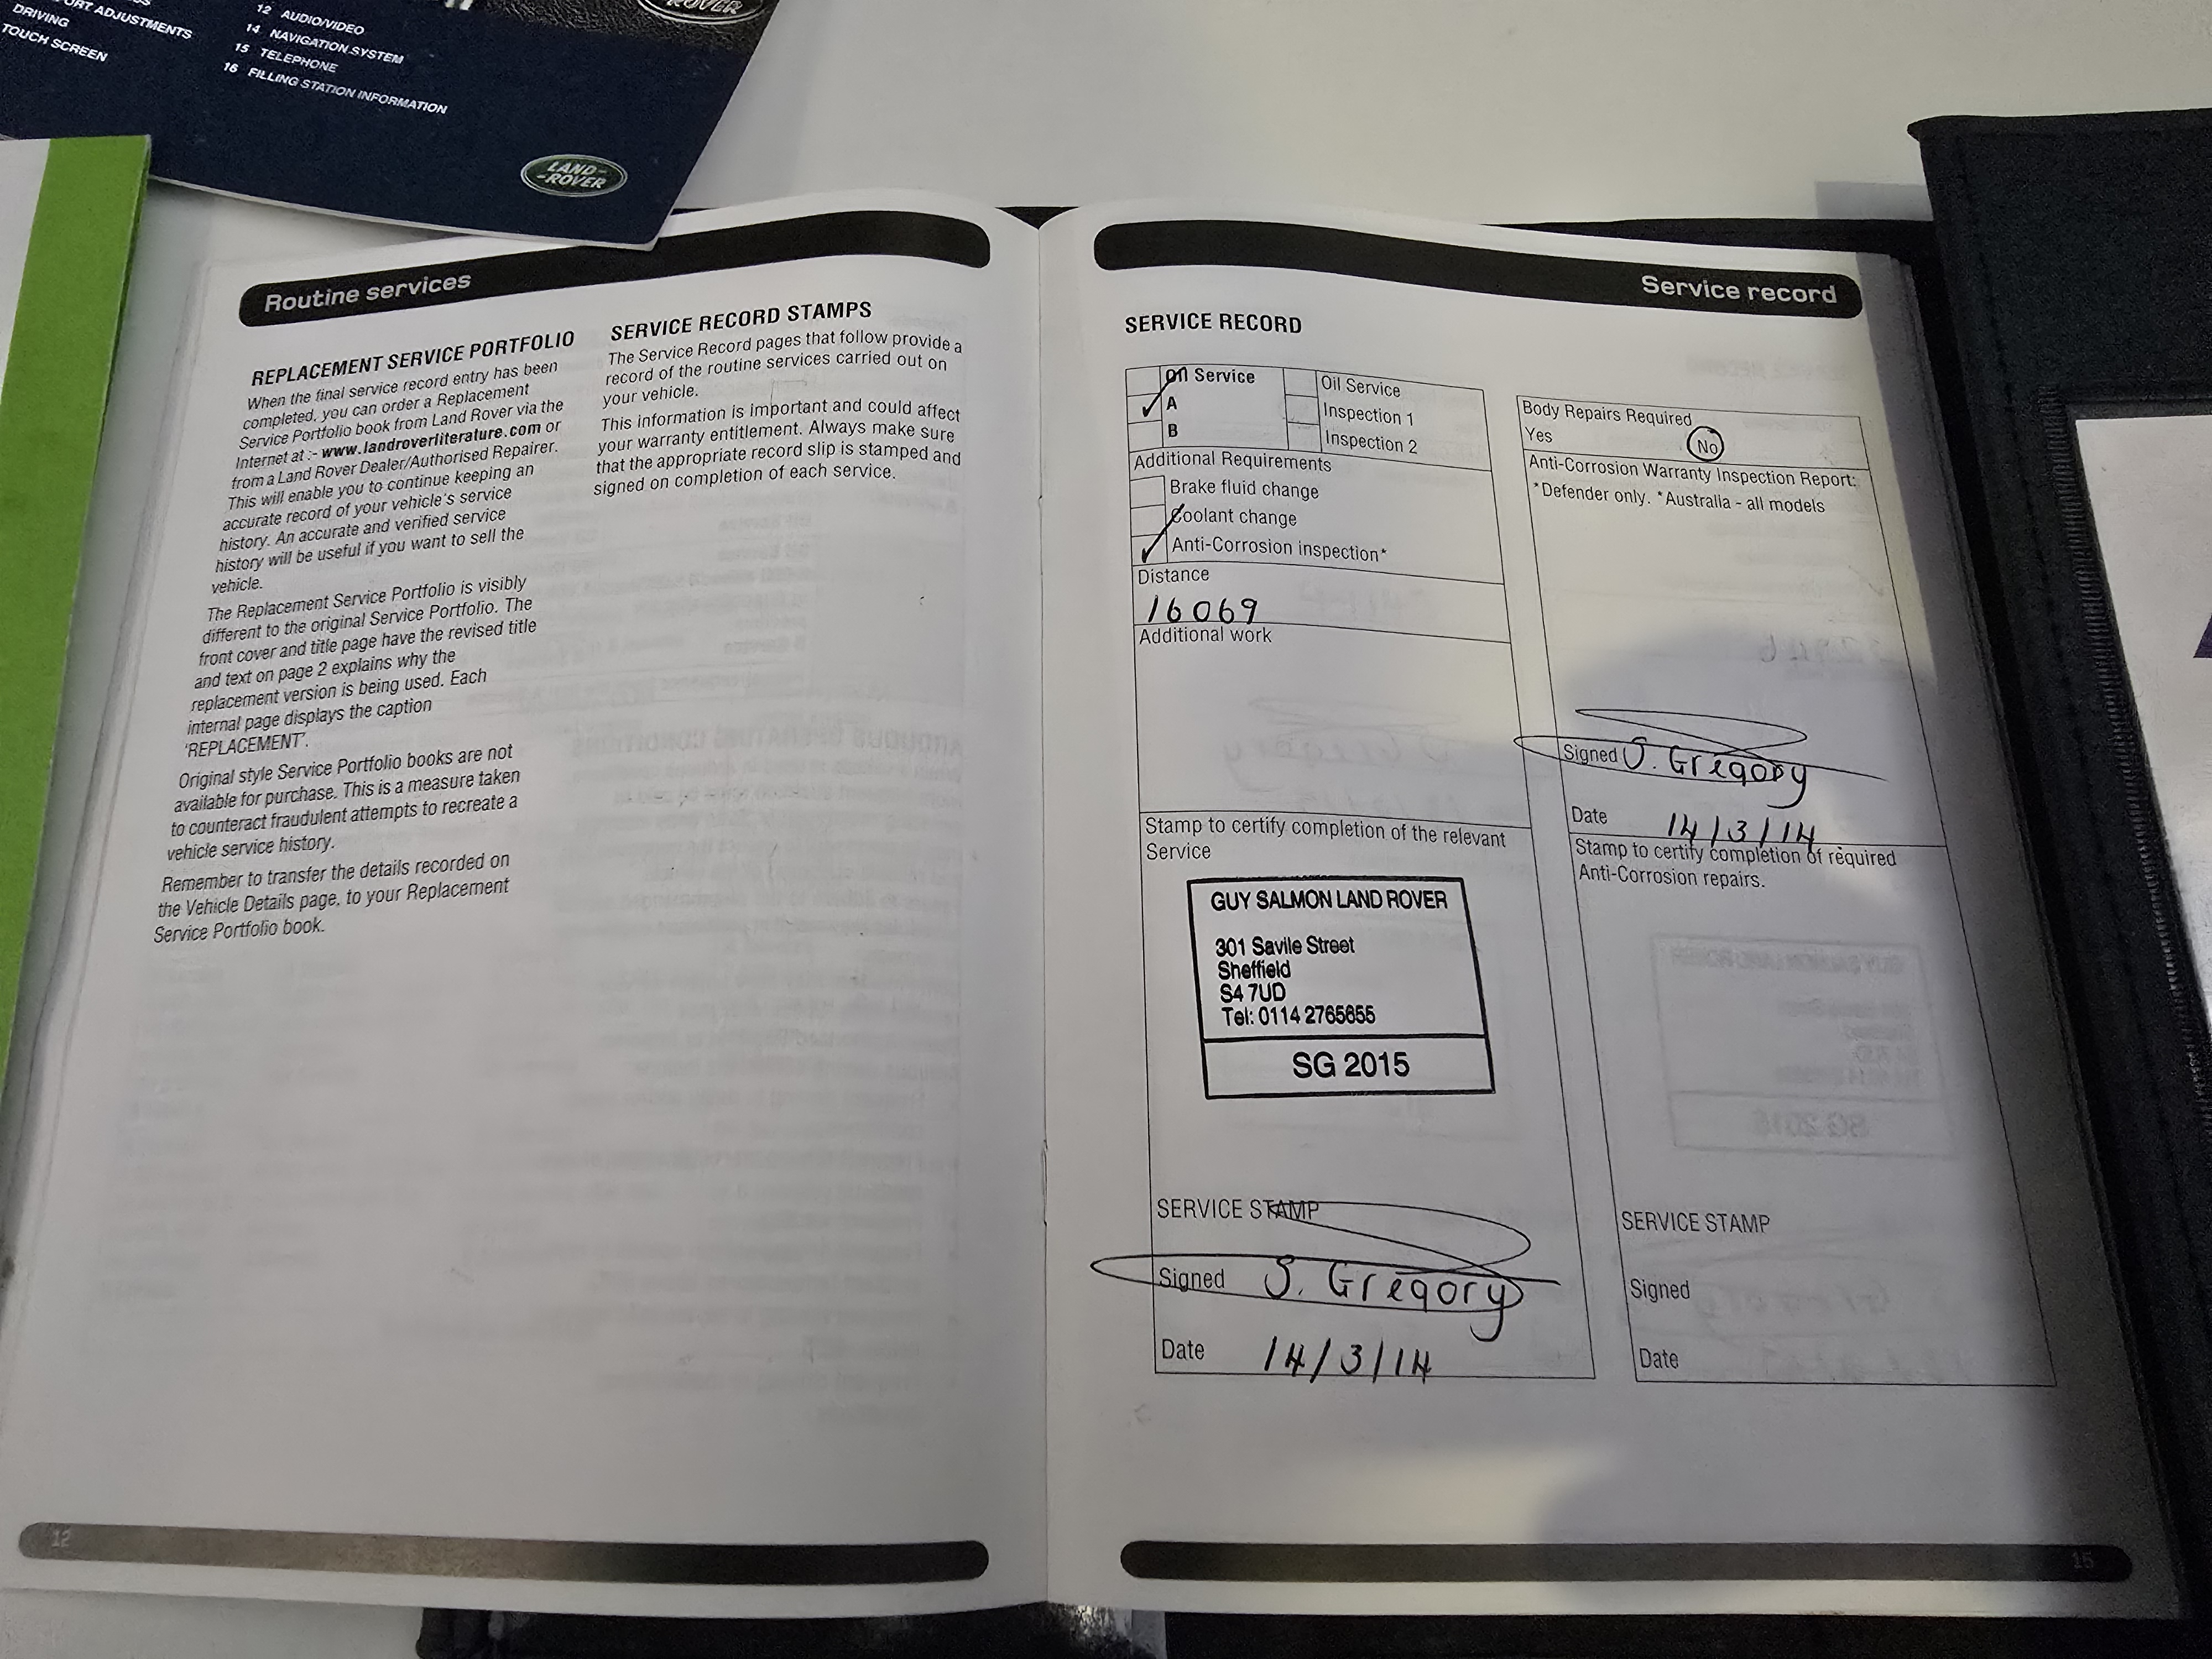 ORT ADJUSTMENTS
DRIVING
TOUCH SCREEN
12 AUDIO/VIDEO
14 NAVIGATION SYSTEM
15 TELEPHONE
16 FILLING STATION INFORMATION
ROVER
LAND-
-ROVER
Routine services
REPLACEMENT SERVICE PORTFOLIO
When the final service record entry has been
completed, you can order a Replacement
Service Portfolio book from Land Rover via the
Internet at :- www.landroverliterature.com or
from a Land Rover Dealer/Authorised Repairer.
This will enable you to continue keeping an
accurate record of your vehicle's service
history. An accurate and verified service
history will be useful if you want to sell the
vehicle.
The Replacement Service Portfolio is visibly
different to the original Service Portfolio. The
front cover and title page have the revised title
and text on page 2 explains why the
replacement version is being used. Each
internal page displays the caption
'REPLACEMENT'.
Original style Service Portfolio books are not
available for purchase. This is a measure taken
to counteract fraudulent attempts to recreate a
vehicle service history.
Remember to transfer the details recorded on
the Vehicle Details page, to your Replacement
Service Portfolio book.
SERVICE RECORD STAMPS
The Service Record pages that follow provide a
record of the routine services carried out on
your vehicle.
This information is important and could affect
your warranty entitlement. Always make sure
that the appropriate record slip is stamped and
signed on completion of each service.
12
Service record
SERVICE RECORD
Oil Service
A
B
Oil Service
Inspection 1
Inspection 2
Additional Requirements
Brake fluid change
Coolant change
Anti-Corrosion inspection*
Distance
16069
Additional work
Stamp to certify completion of the relevant
Service
GUY SALMON LAND ROVER
301 Savile Street
Sheffield
S4 7UD
Tel: 0114 2765655
SG 2015
SERVICE STAMP
Signed S. Gregory
Date 14/3/14
Body Repairs Required
Yes No
Anti-Corrosion Warranty Inspection Report:
*Defender only. *Australia - all models
Signed S. Gregory
Date 14/3/14
Stamp to certify completion of required
Anti-Corrosion repairs.
SERVICE STAMP
Signed
Date
15